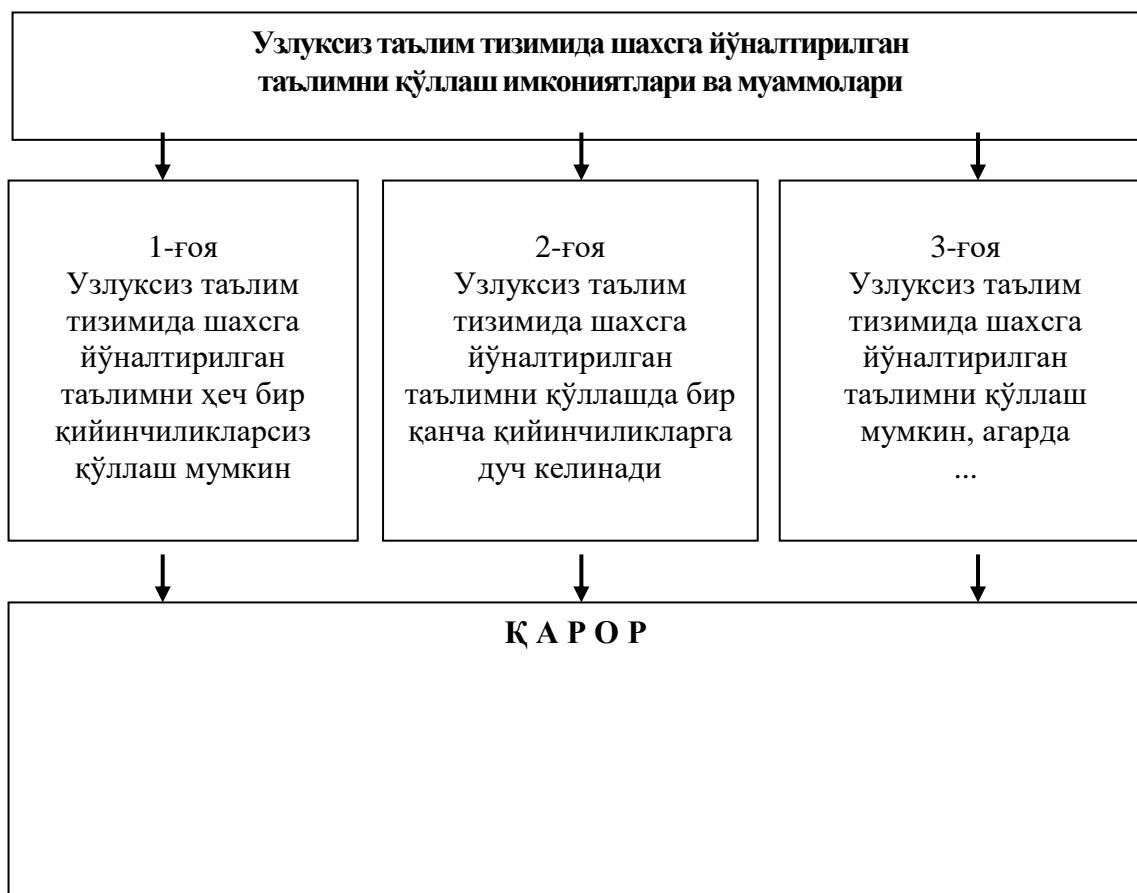 Узлуксиз таълим тизимида шахсга йўналтирилган
таълимни қўллаш имкониятлари ва муаммолари
1-ғоя
Узлуксиз таълим
тизимида шахсга
йўналтирилган
таълимни ҳеч бир
қийинчиликларсиз
қўллаш мумкин
2-ғоя
Узлуксиз таълим
тизимида шахсга
йўналтирилган
таълимни қўллашда бир
қанча қийинчиликларга
дуч келинади
3-ғоя
Узлуксиз таълим
тизимида шахсга
йўналтирилган
таълимни қўллаш
мумкин, агарда
...
Қ А Р О Р